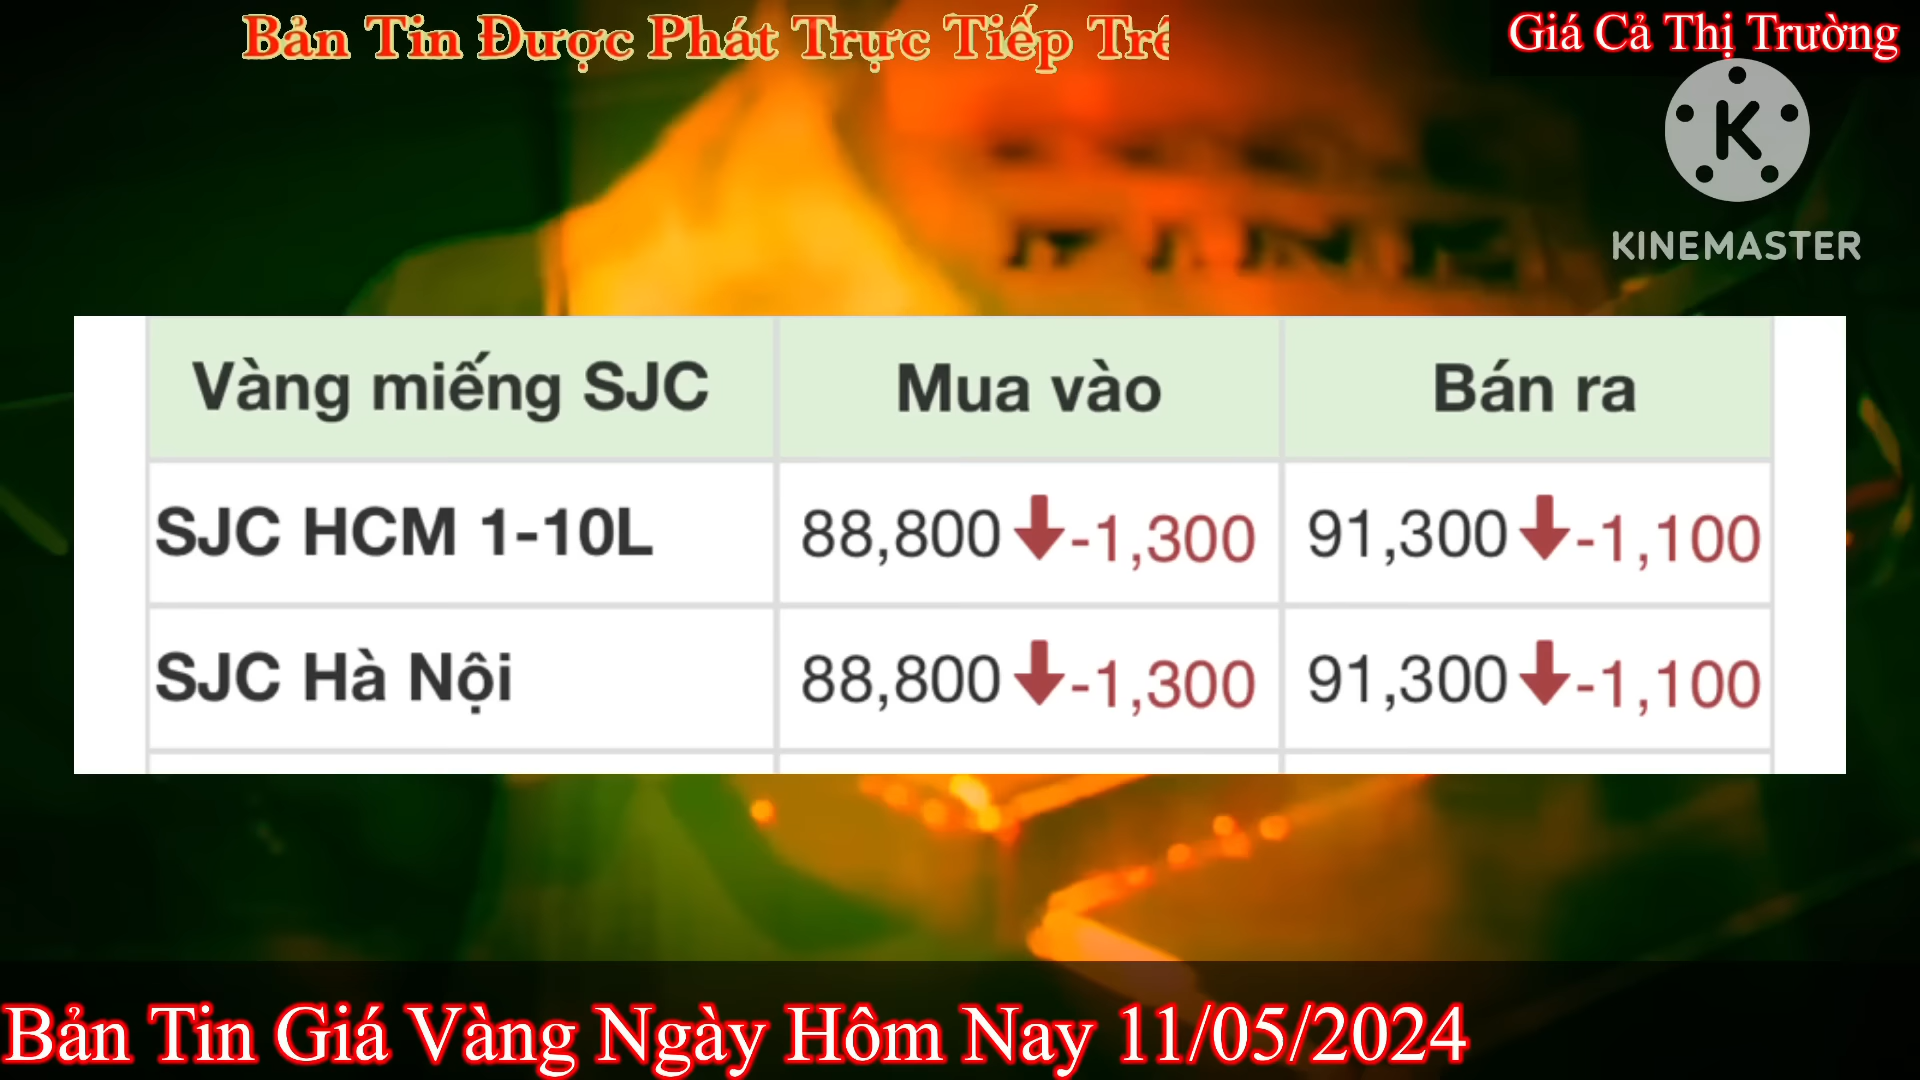 Bản Tin Được Phát Trực Tiếp
Giá Cả Thị Trường
K
KINEMASTER
Vàng miếng SJC Mua vào Bán ra
SJC HCM 1-10L 88,800 -1,300 91,300 -1,100
SJC Hà Nội 88,800 -1,300 91,300 -1,100
Bản Tin Giá Vàng Ngày Hôm Nay 11/05/2024